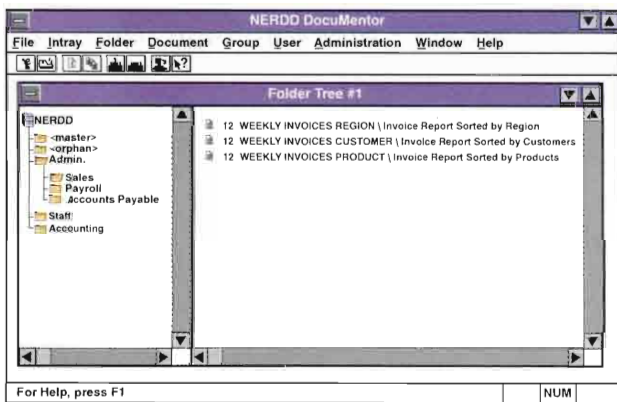 NERDD DocuMentor
File Intray Folder Document Group User Administration Window Help
Folder Tree #1
NERDD
<master>
<orphan>
Admin.
Sales
Payroll
Accounts Payable
Staff
Accounting
12 WEEKLY INVOICES REGION \ Invoice Report Sorted by Region
12 WEEKLY INVOICES CUSTOMER \ Invoice Report Sorted by Customers
12 WEEKLY INVOICES PRODUCT \ Invoice Report Sorted by Products
For Help, press F1
NUM